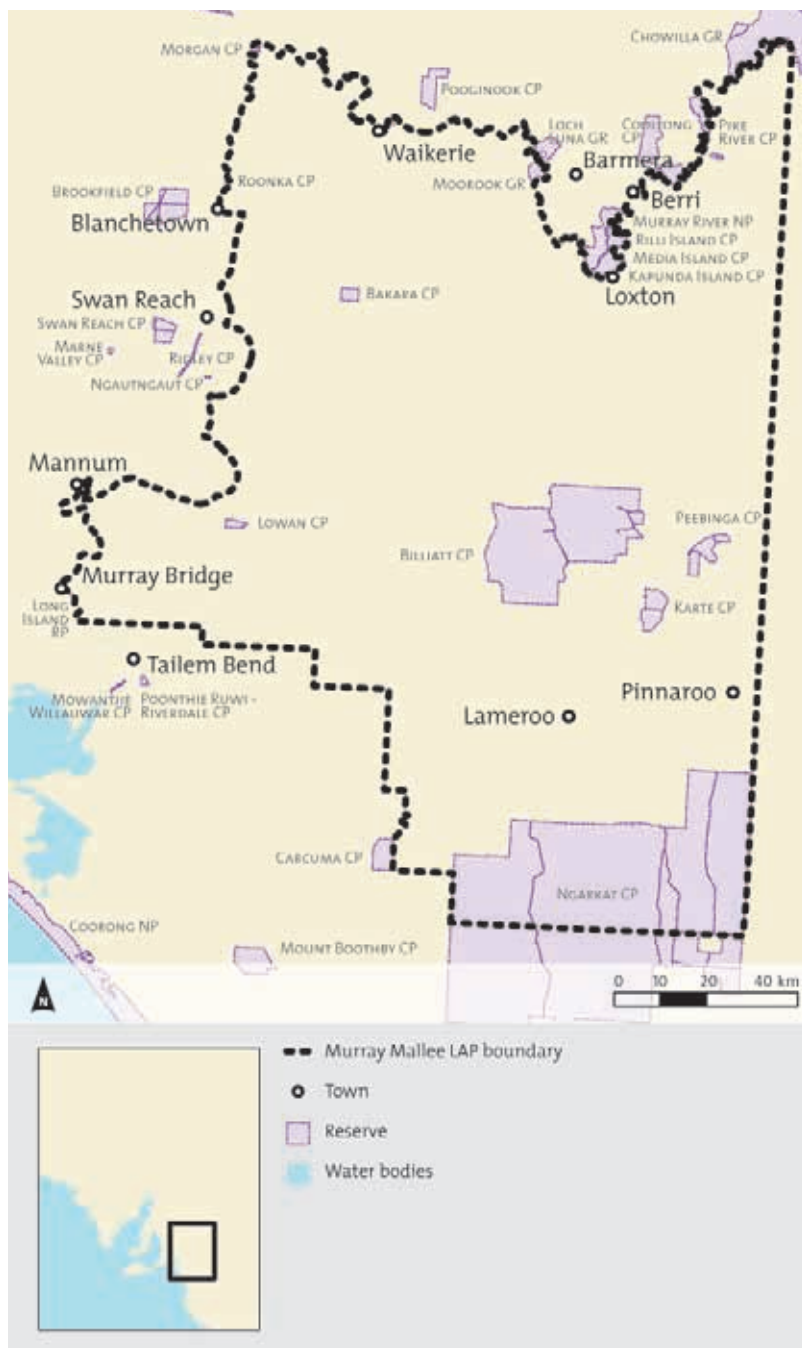 Morgan CP
Chowilla GR
Pooginook CP
Loch
Luna GR
Cooltong
CP
Pike
River CP
Waikerie
Barmera
Moorook GR
Roonka CP
Brookfield CP
Blanchetown
Berri
Murray River NP
Rilli Island CP
Media Island CP
Kapunda Island CP
Loxton
Bakara CP
Swan Reach
Swan Reach CP
Marne
Valley CP
Ridley CP
Ngautngaut CP
Mannum
Lowan CP
Billiatt CP
Peebinga CP
Karte CP
Murray Bridge
Long
Island
RP
Tailem Bend
Mowantjie
Willauwar CP
Poonthie Ruwi -
Riverdale CP
Pinnaroo
Lameroo
Carcuma CP
Ngarkat CP
Coorong NP
Mount Boothby CP
N
0 10 20 40 km
Murray Mallee LAP boundary
Town
Reserve
Water bodies